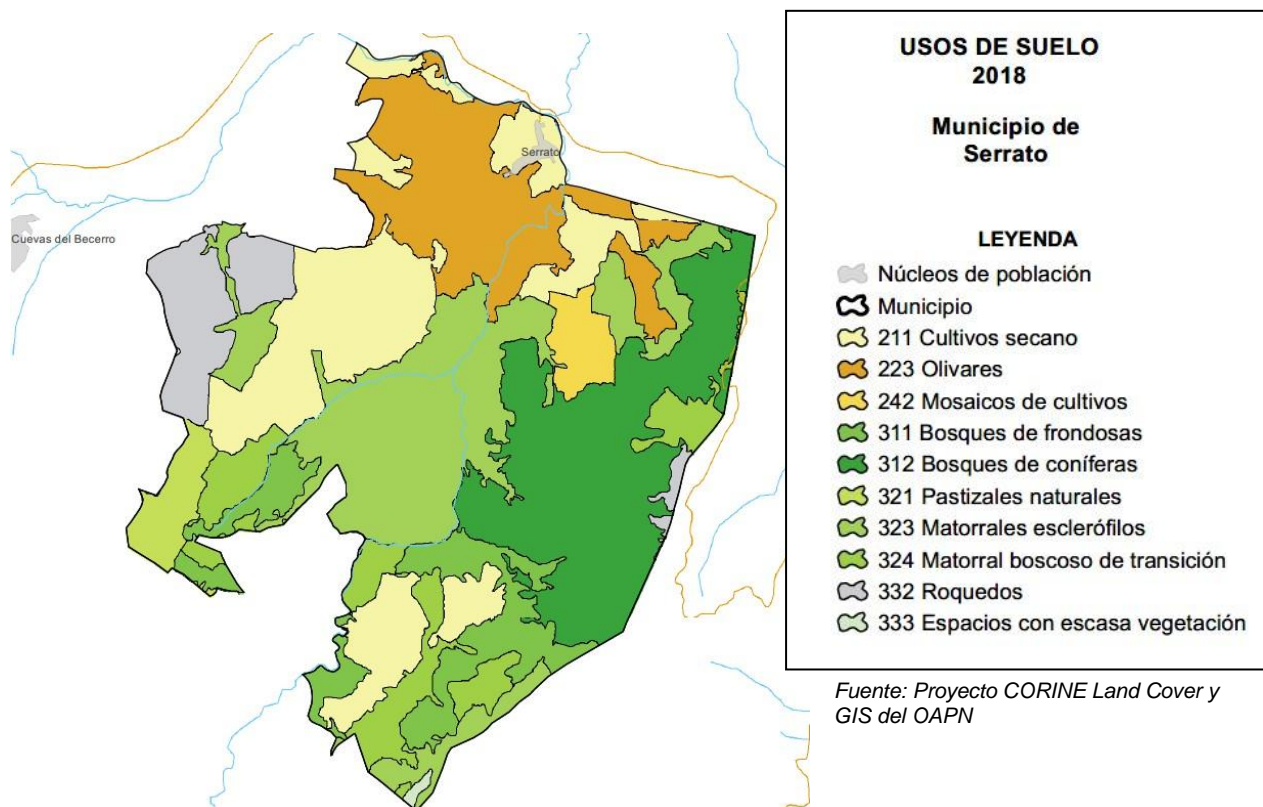 Serrato
Cuevas del Becerro
USOS DE SUELO
2018
Municipio de
Serrato
LEYENDA
Núcleos de población
Municipio
211 Cultivos secano
223 Olivares
242 Mosaicos de cultivos
311 Bosques de frondosas
312 Bosques de coníferas
321 Pastizales naturales
323 Matorrales esclerófilos
324 Matorral boscoso de transición
332 Roquedos
333 Espacios con escasa vegetación
Fuente: Proyecto CORINE Land Cover y
GIS del OAPN